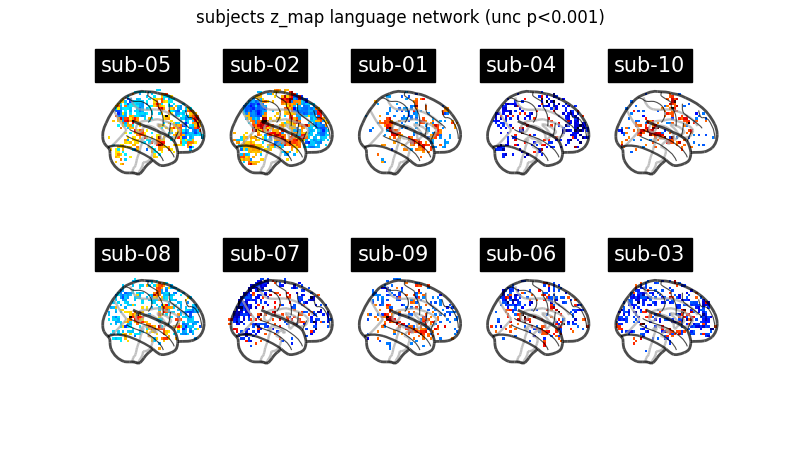 subjects z_map language network (unc p<0.001)
sub-05 sub-02 sub-01 sub-04 sub-10
sub-08 sub-07 sub-09 sub-06 sub-03